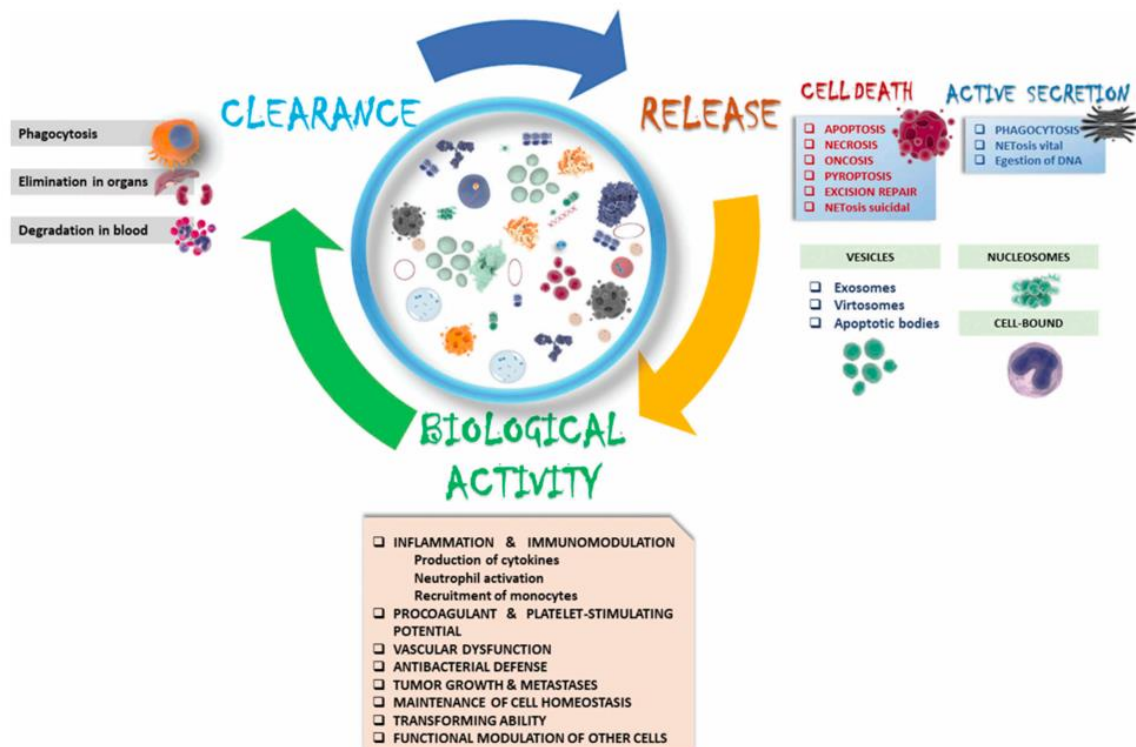 CLEARANCE
Phagocytosis
Elimination in organs
Degradation in blood
RELEASE
CELL DEATH
APOPTOSIS
NECROSIS
ONCOSIS
PYROPTOSIS
EXCISION REPAIR
NETosis suicidal
ACTIVE SECRETION
PHAGOCYTOSIS
NETosis vital
Egestion of DNA
VESICLES
Exosomes
Virtosomes
Apoptotic bodies
NUCLEOSOMES
CELL-BOUND
BIOLOGICAL
ACTIVITY
INFLAMMATION & IMMUNOMODULATION
Production of cytokines
Neutrophil activation
Recruitment of monocytes
PROCOAGULANT & PLATELET-STIMULATING
POTENTIAL
VASCULAR DYSFUNCTION
ANTIBACTERIAL DEFENSE
TUMOR GROWTH & METASTASES
MAINTENANCE OF CELL HOMEOSTASIS
TRANSFORMING ABILITY
FUNCTIONAL MODULATION OF OTHER CELLS